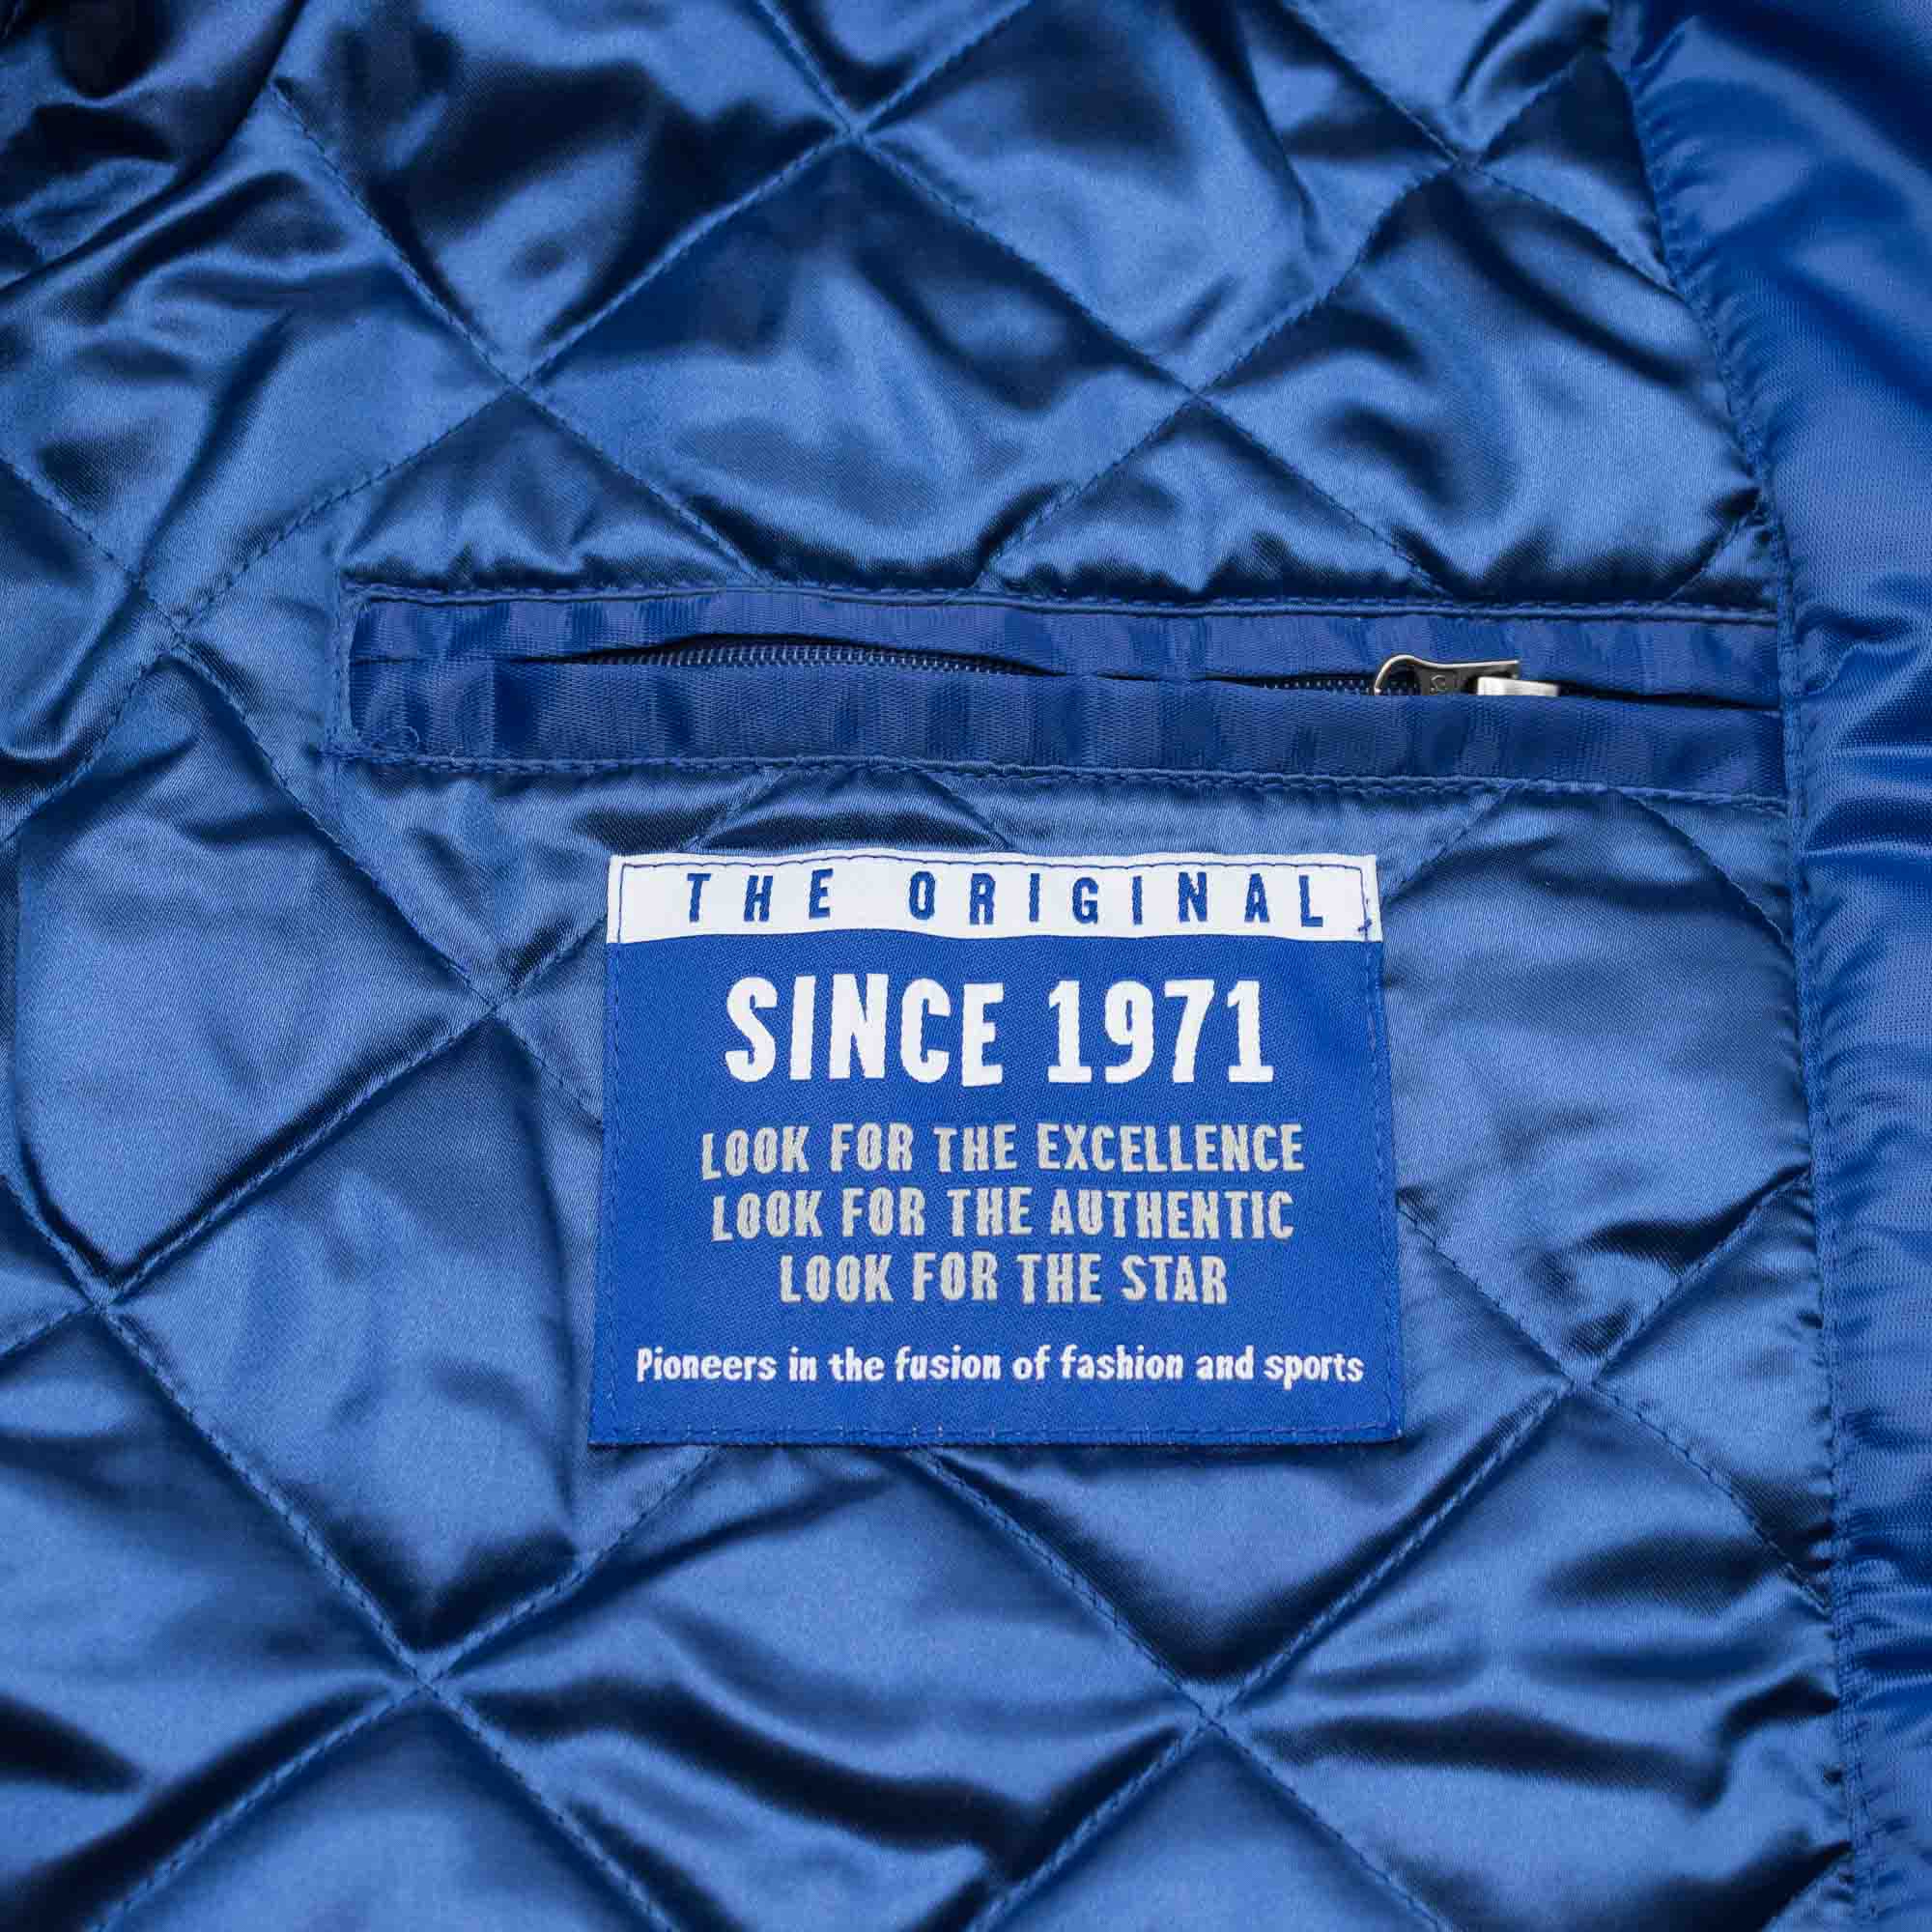 THE ORIGINAL
SINCE 1971
LOOK FOR THE EXCELLENCE
LOOK FOR THE AUTHENTIC
LOOK FOR THE STAR
Pioneers in the fusion of fashion and sports